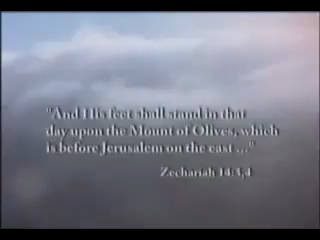 "And His feet shall stand in that
day upon the Mount of Olives, which
is before Jerusalem on the east ..."
Zechariah 14:3,4